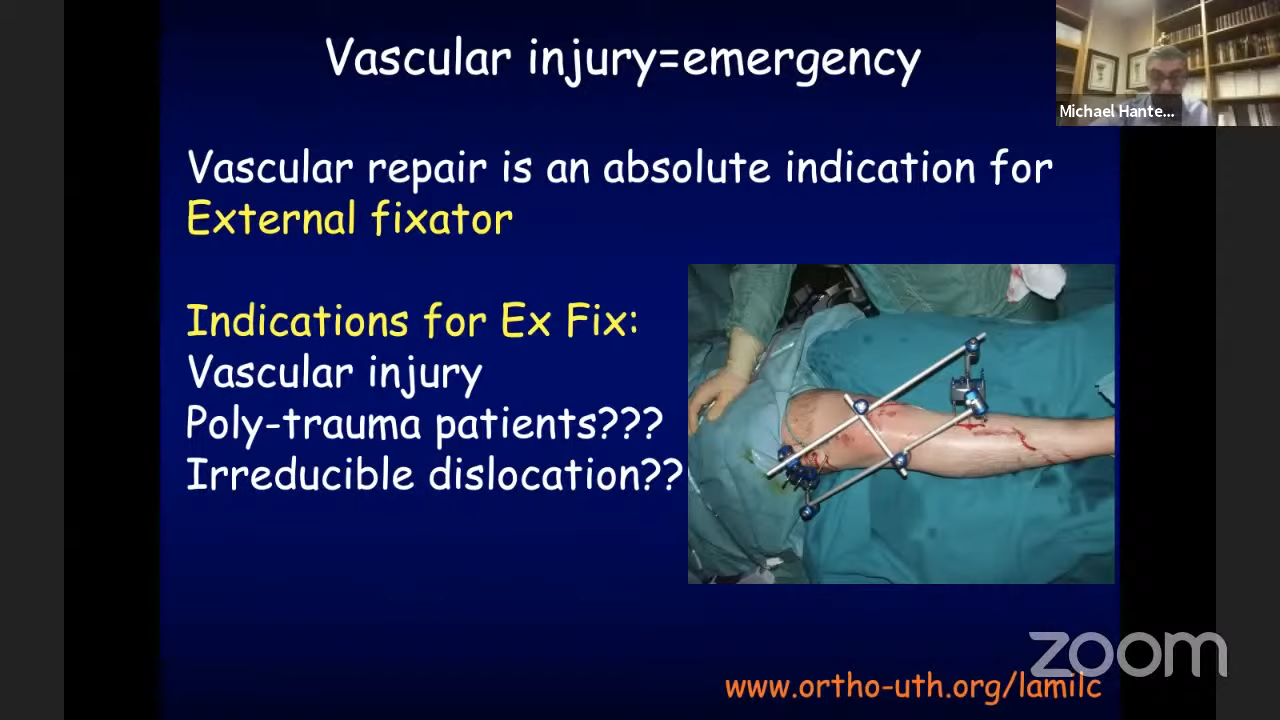 Vascular injury=emergency
Michael Hante...
Vascular repair is an absolute indication for
External fixator
Indications for Ex Fix:
Vascular injury
Poly-trauma patients???
Irreducible dislocation??
zoom
www.ortho-uth.org/lamilc